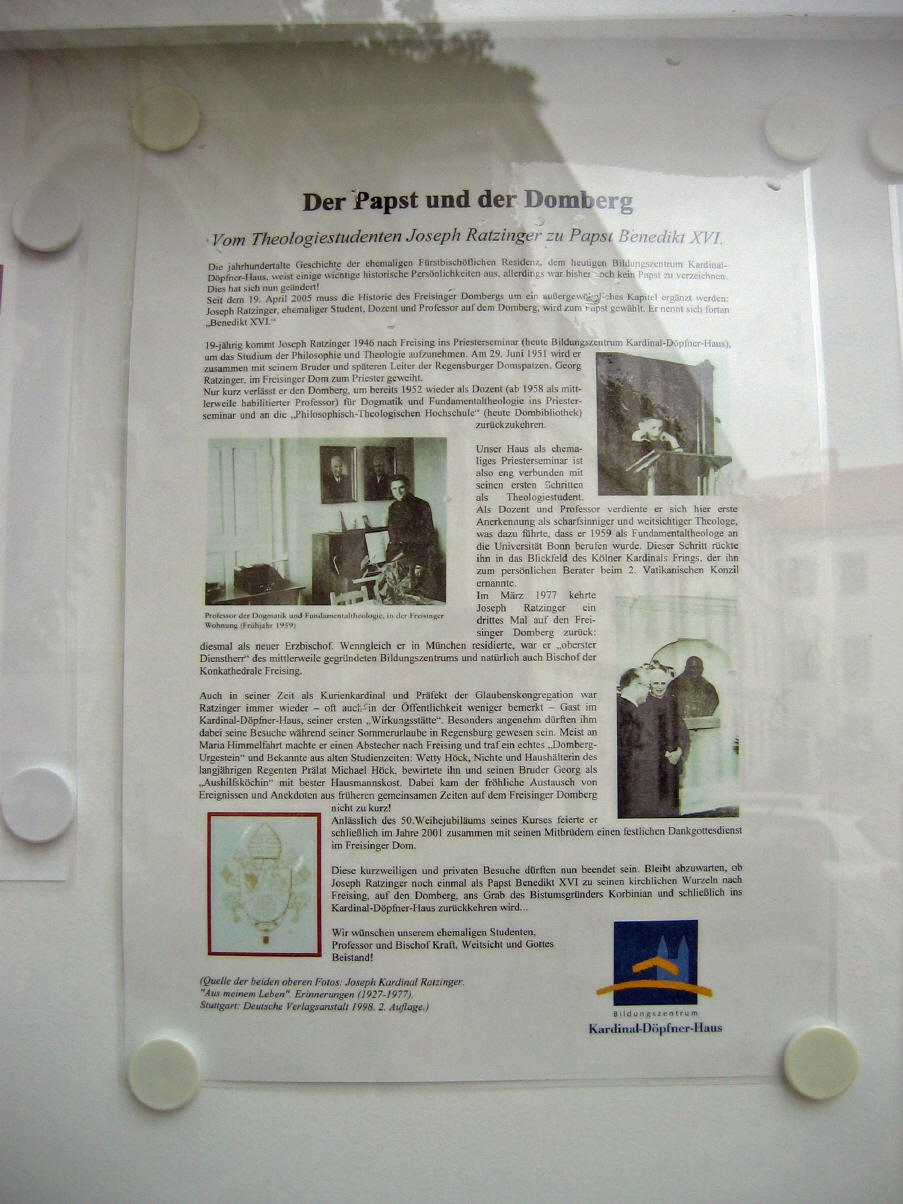 Der Papst und der Domberg
Vom Theologiestudenten Joseph Ratzinger zu Papst Benedikt XVI.
Die jahrhundertalte Geschichte der ehemaligen Fürstbischöflichen Residenz, dem heutigen Bildungszentrum Kardinal-
Döpfner-Haus, weist einige wichtige historische Persönlichkeiten aus, allerdings war bisher noch kein Papst zu verzeichnen.
Dies hat sich nun geändert!
Seit dem 19. April 2005 muss die Historie des Freisinger Dombergs um ein außergewöhnliches Kapitel ergänzt werden:
Joseph Ratzinger, ehemaliger Student, Dozent und Professor auf dem Domberg, wird zum Papst gewählt. Er nennt sich fortan
„Benedikt XVI.“
19-jährig kommt Joseph Ratzinger 1946 nach Freising ins Priesterseminar (heute Bildungszentrum Kardinal-Döpfner-Haus),
um das Studium der Philosophie und Theologie aufzunehmen. Am 29. Juni 1951 wird er
zusammen mit seinem Bruder und späteren Leiter der Regensburger Domspatzen, Georg
Ratzinger, im Freisinger Dom zum Priester geweiht.
Nur kurz verlässt er den Domberg, um bereits 1952 wieder als Dozent (ab 1958 als mitt-
lerweile habilitierter Professor) für Dogmatik und Fundamentaltheologie ins Priester-
seminar und an die „Philosophisch-Theologischen Hochschule“ (heute Dombibliothek)
zurückzukehren.
Unser Haus als ehema-
liges Priesterseminar ist
also eng verbunden mit
seinen ersten Schritten
als Theologiestudent.
Als Dozent und Professor verdiente er sich hier erste
Anerkennung als scharfsinniger und weitsichtiger Theologe,
was dazu führte, dass er 1959 als Fundamentaltheologe an
die Universität Bonn berufen wurde. Dieser Schritt rückte
ihn in das Blickfeld des Kölner Kardinals Frings, der ihn
zum persönlichen Berater beim 2. Vatikanischen Konzil
ernannte.
Professor der Dogmatik und Fundamentaltheologie, in der Freisinger
Wohnung (Frühjahr 1959)
Im März 1977 kehrte
Joseph Ratzinger ein
drittes Mal auf den Frei-
singer Domberg zurück:
diesmal als neuer Erzbischof. Wenngleich er in München residierte, war er „oberster
Dienstherr“ des mittlerweile gegründeten Bildungszentrums und natürlich auch Bischof der
Konkathedrale Freising.
Auch in seiner Zeit als Kurienkardinal und Präfekt der Glaubenskongregation war
Ratzinger immer wieder – oft auch in der Öffentlichkeit weniger bemerkt – Gast im
Kardinal-Döpfner-Haus, seiner ersten „Wirkungsstätte“. Besonders angenehm dürften ihm
dabei seine Besuche während seiner Sommerurlaube in Regensburg gewesen sein. Meist an
Maria Himmelfahrt machte er einen Abstecher nach Freising und traf ein echtes „Domberg-
Urgestein“ und Bekannte aus alten Studienzeiten: Wetty Höck, Nichte und Haushälterin des
langjährigen Regenten Prälat Michael Höck, bewirtete ihn und seinen Bruder Georg als
„Aushilfsköchin“ mit bester Hausmannskost. Dabei kam der fröhliche Austausch von
Ereignissen und Anekdoten aus früheren gemeinsamen Zeiten auf dem Freisinger Domberg
nicht zu kurz!
Anlässlich des 50.Weihejubiläums seines Kurses feierte er
schließlich im Jahre 2001 zusammen mit seinen Mitbrüdern einen festlichen Dankgottesdienst
im Freisinger Dom.
Diese kurzweiligen und privaten Besuche dürften nun beendet sein. Bleibt abzuwarten, ob
Joseph Ratzinger noch einmal als Papst Benedikt XVI zu seinen kirchlichen Wurzeln nach
Freising, auf den Domberg, ans Grab des Bistumsgründers Korbinian und schließlich ins
Kardinal-Döpfner-Haus zurückkehren wird...
Wir wünschen unserem ehemaligen Studenten,
Professor und Bischof Kraft, Weitsicht und Gottes
Beistand!
(Quelle der beiden oberen Fotos: Joseph Kardinal Ratzinger.
"Aus meinem Leben". Erinnerungen (1927-1977).
Stuttgart: Deutsche Verlagsanstalt 1998. 2. Auflage.)
Bildungszentrum
Kardinal-Döpfner-Haus